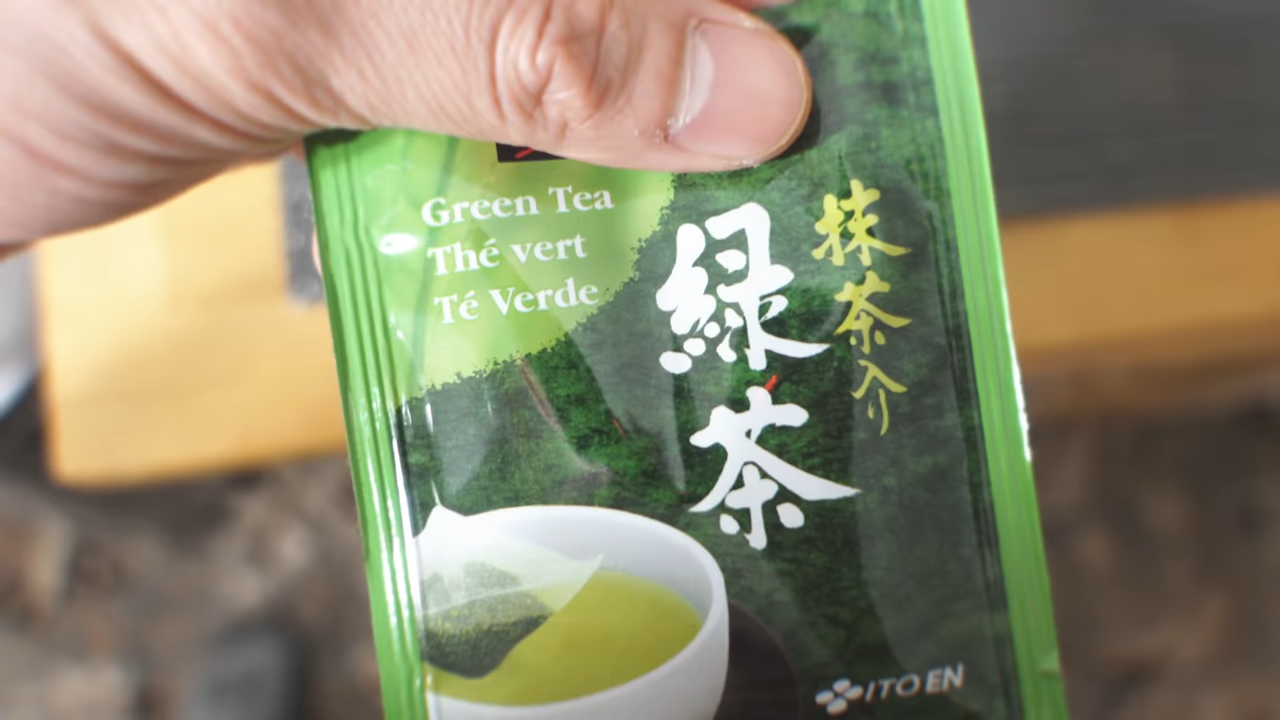 Green Tea
Thé vert
Té Verde
緑茶
抹茶入り
ITO EN